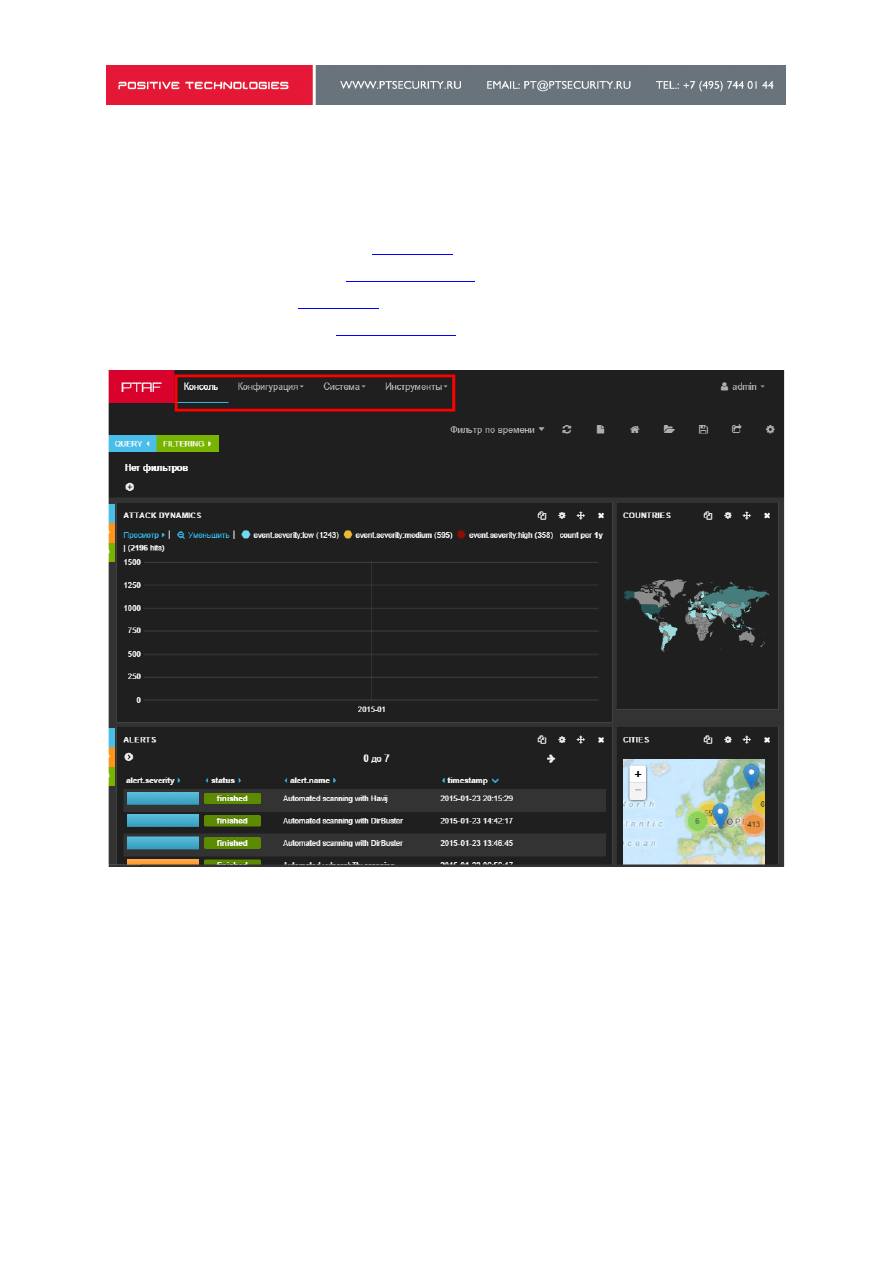 POSITIVE TECHNOLOGIES WWW.PTSECURITY.RU EMAIL: PT@PTSECURITY.RU TEL.: +7 (495) 744 01 44
PTAF Консоль Конфигурация Система Инструменты admin
Фильтр по времени
QUERY FILTERING
Нет фильтров
ATTACK DYNAMICS
Просмотр | Уменьшить | event.severity:low (1243) event.severity:medium (595) event.severity:high (358) count per 1y
| (2196 hits)
1500
1250
1000
750
500
250
0
2015-01
COUNTRIES
ALERTS
0 до 7
alert.severity status alert.name timestamp
finished Automated scanning with Havij 2015-01-23 20:15:29
finished Automated scanning with DirBuster 2015-01-23 14:42:17
finished Automated scanning with DirBuster 2015-01-23 13:46:45
CITIES
+
−
North
Atlantic
Ocean
6
413